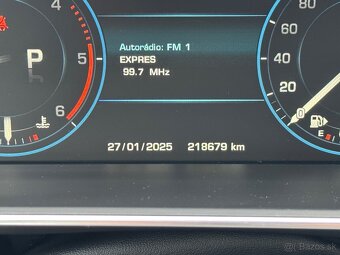 Autorádio: FM 1
EXPRES
99.7 MHz
P
5
6
80
60
40
20
0
E
27/01/2025 218679 km
Bazos.sk